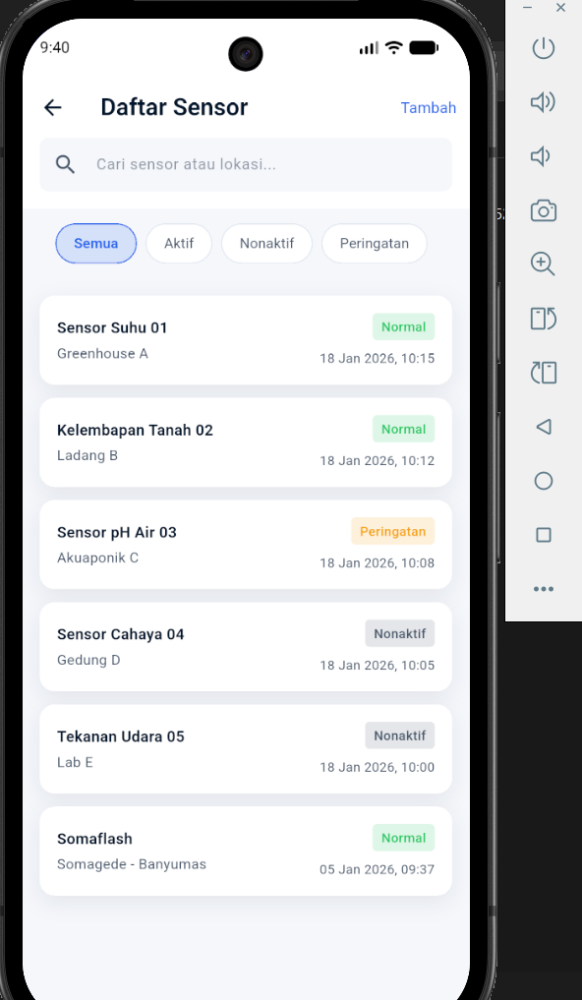 9:40
Daftar Sensor
Tambah
Cari sensor atau lokasi...
Semua
Aktif
Nonaktif
Peringatan
Sensor Suhu 01
Normal
Greenhouse A
18 Jan 2026, 10:15
Kelembapan Tanah 02
Normal
Ladang B
18 Jan 2026, 10:12
Sensor pH Air 03
Peringatan
Akuaponik C
18 Jan 2026, 10:08
Sensor Cahaya 04
Nonaktif
Gedung D
18 Jan 2026, 10:05
Tekanan Udara 05
Nonaktif
Lab E
18 Jan 2026, 10:00
Somaflash
Normal
Somagede - Banyumas
05 Jan 2026, 09:37